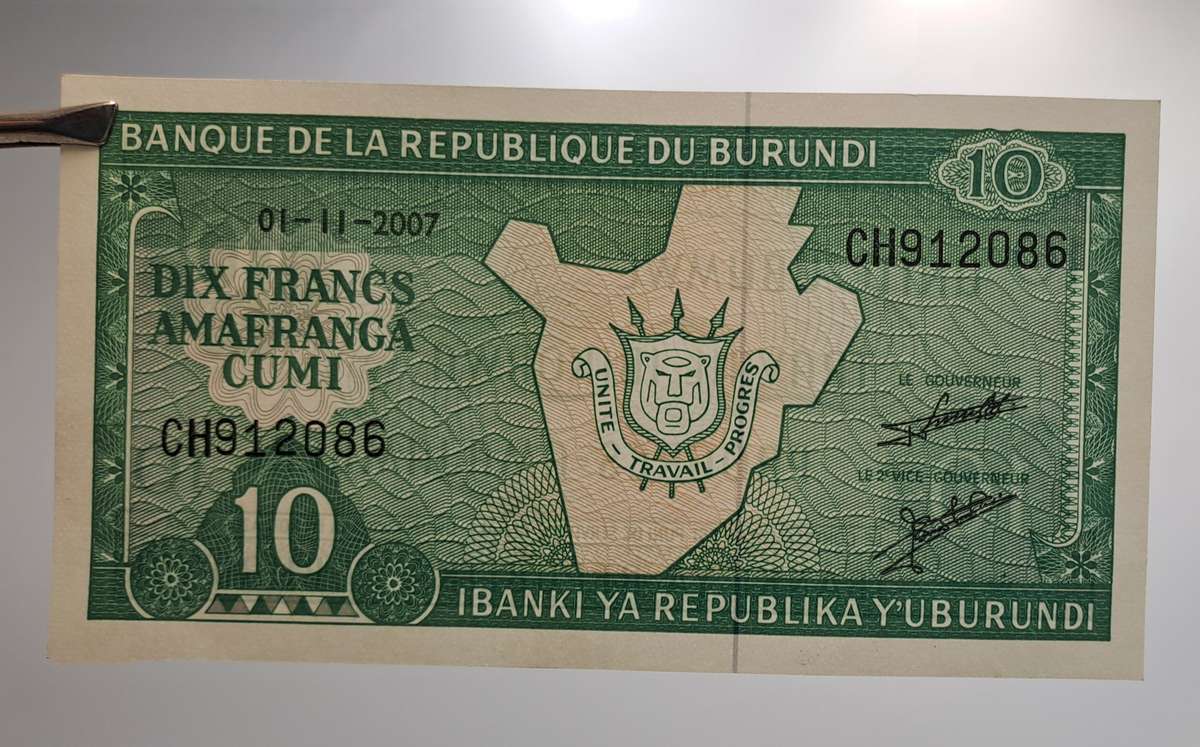 BANQUE DE LA REPUBLIQUE DU BURUNDI
10
01-11-2007
CH912086
DIX FRANCS
AMAFRANGA
CUMI
UNITE - TRAVAIL - PROGRES
LE GOUVERNEUR
CH912086
LE 2e VICE-GOUVERNEUR
10
IBANKI YA REPUBLIKA Y'UBURUNDI